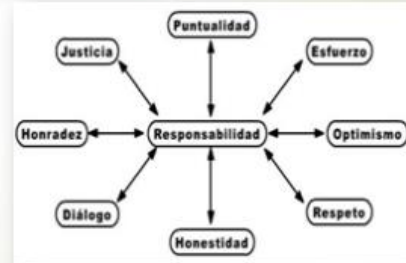 Puntualidad
Justicia
Esfuerzo
Honradez
Responsabilidad
Optimismo
Diálogo
Respeto
Honestidad